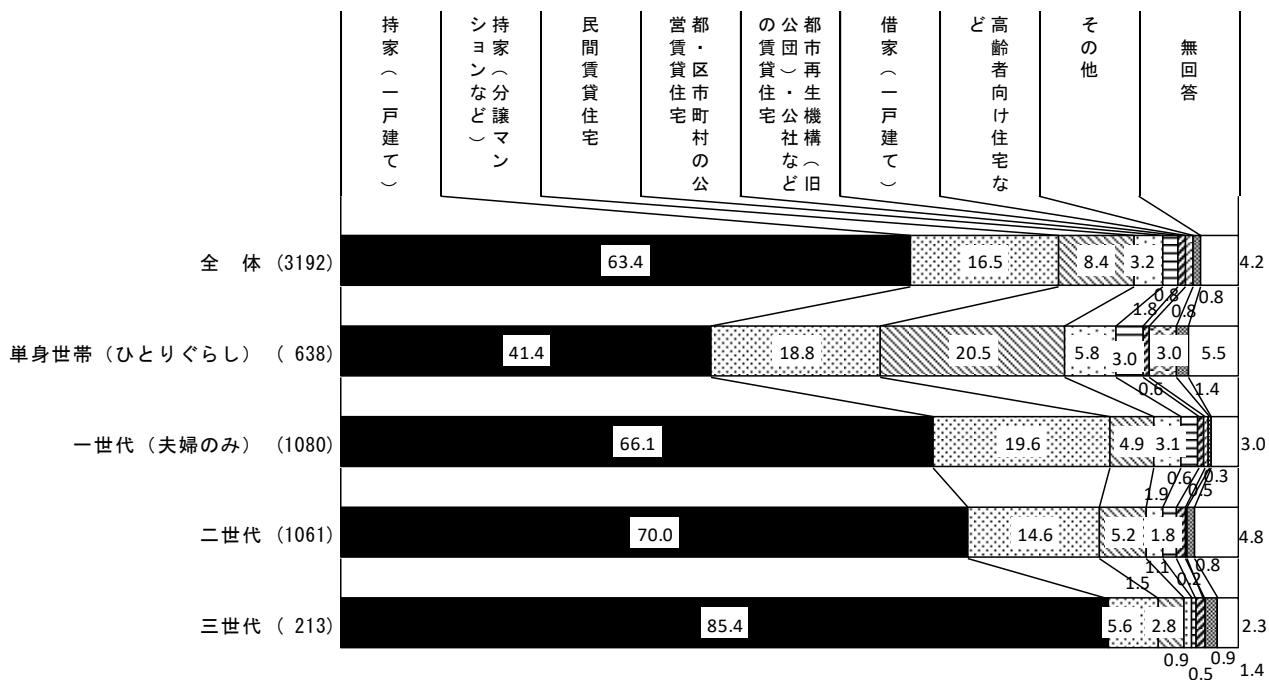 持家（一戸建て）
持家（分譲マン
ションなど）
民間賃貸住宅
都・区市町村の公
営賃貸住宅
都市再生機構（旧
公団）・公社など
の賃貸住宅
借家（一戸建て）
高齢者向け住宅な
ど
その他
無回答
全　体 (3192)
63.4
16.5
8.4
3.2
4.2
1.8
0.8
0.8
0.8
単身世帯（ひとりぐらし） ( 638)
41.4
18.8
20.5
5.8
3.0
3.0
5.5
0.6
1.4
一世代（夫婦のみ） (1080)
66.1
19.6
4.9
3.1
3.0
1.9
0.6
0.5
0.3
二世代 (1061)
70.0
14.6
5.2
1.8
4.8
1.5
1.1
0.2
0.8
三世代 ( 213)
85.4
5.6
2.8
2.3
0.9
0.5
0.9
1.4